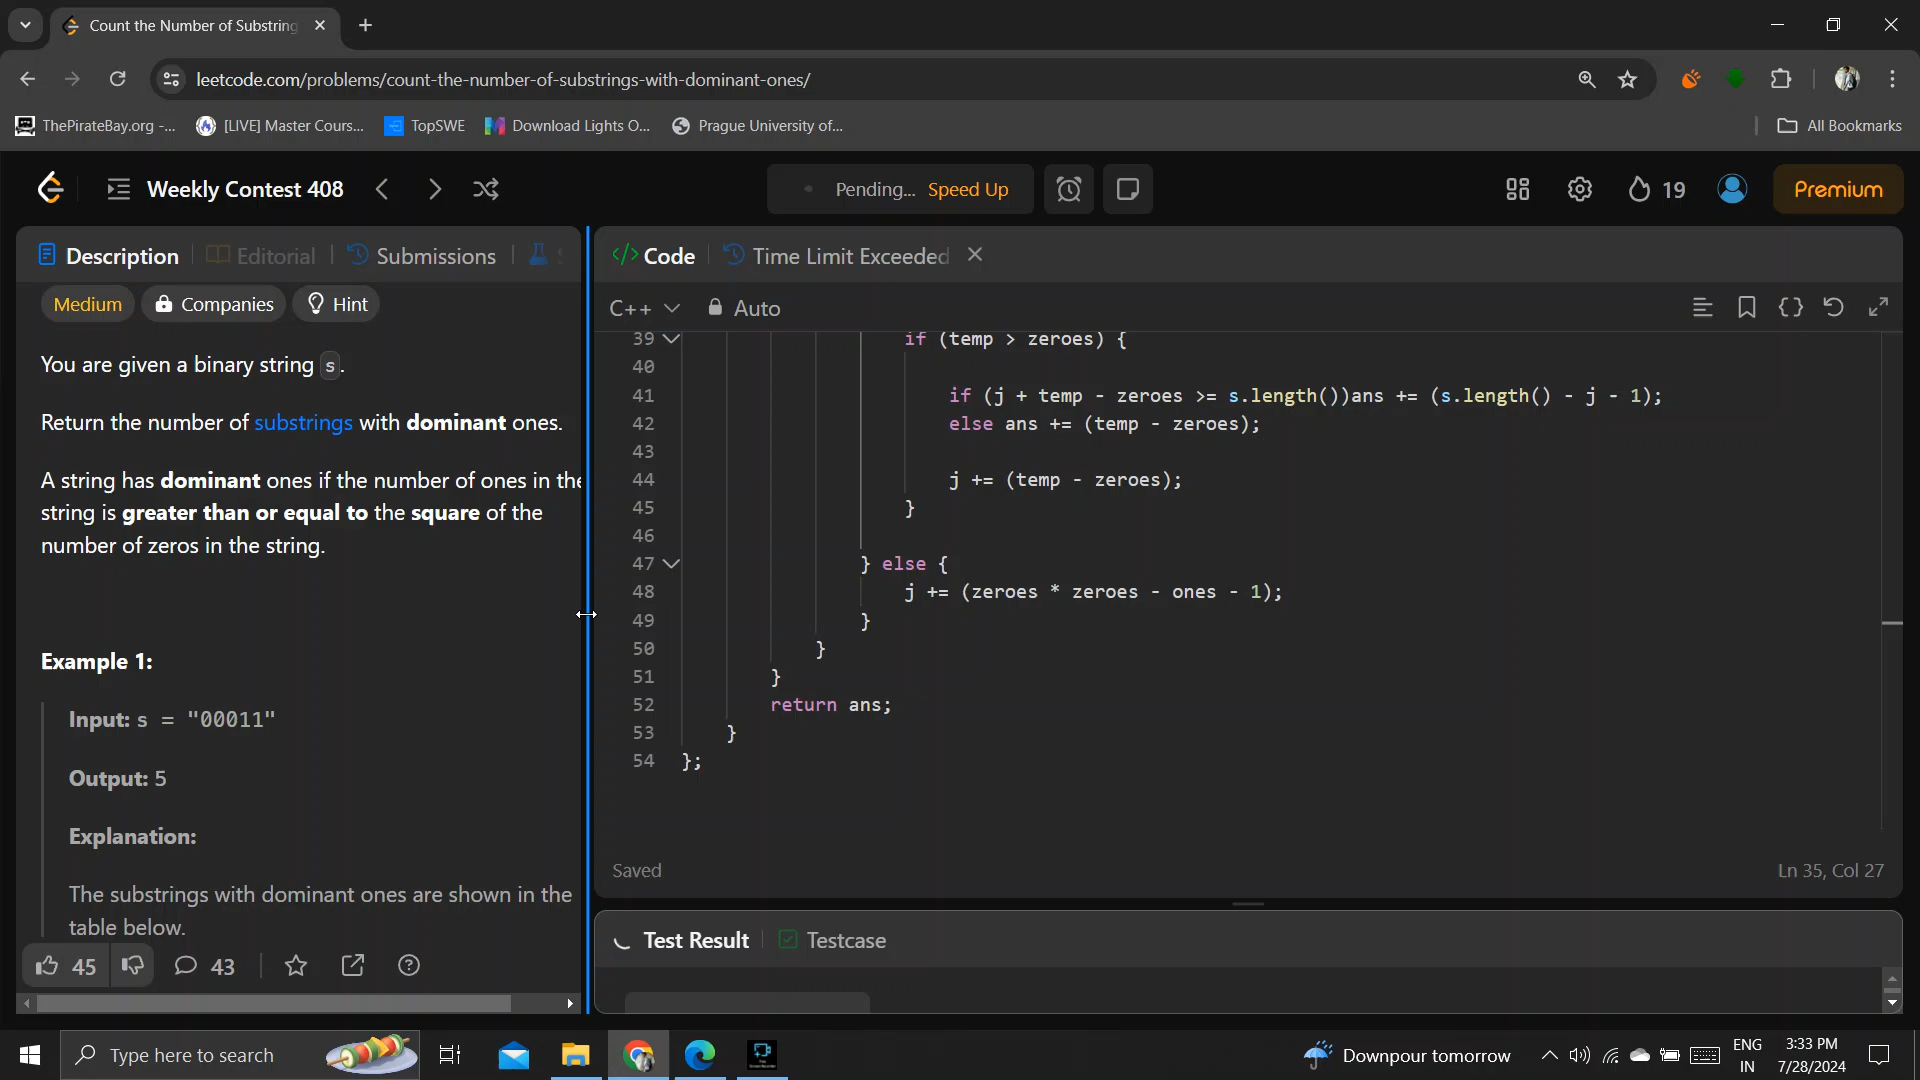 Count the Number of Substring
leetcode.com/problems/count-the-number-of-substrings-with-dominant-ones/
ThePirateBay.org -... [LIVE] Master Cours... TopSWE Download Lights O... Prague University of... All Bookmarks
Weekly Contest 408 Pending... Speed Up 19 Premium
Description Editorial Submissions S
Code Time Limit Exceeded
Medium Companies Hint
C++ Auto
You are given a binary string s.
Return the number of substrings with dominant ones.
A string has dominant ones if the number of ones in the
string is greater than or equal to the square of the
number of zeros in the string.
Example 1:
Input: s = "00011"
Output: 5
Explanation:
The substrings with dominant ones are shown in the
table below.
45 43
39 if (temp > zeroes) {
40
41 if (j + temp - zeroes >= s.length())ans += (s.length() - j - 1);
42 else ans += (temp - zeroes);
43
44 j += (temp - zeroes);
45 }
46
47 } else {
48 j += (zeroes * zeroes - ones - 1);
49 }
50 }
51 }
52 return ans;
53 }
54 };
Saved Ln 35, Col 27
Test Result Testcase
Type here to search Downpour tomorrow ENG
IN
3:33 PM
7/28/2024